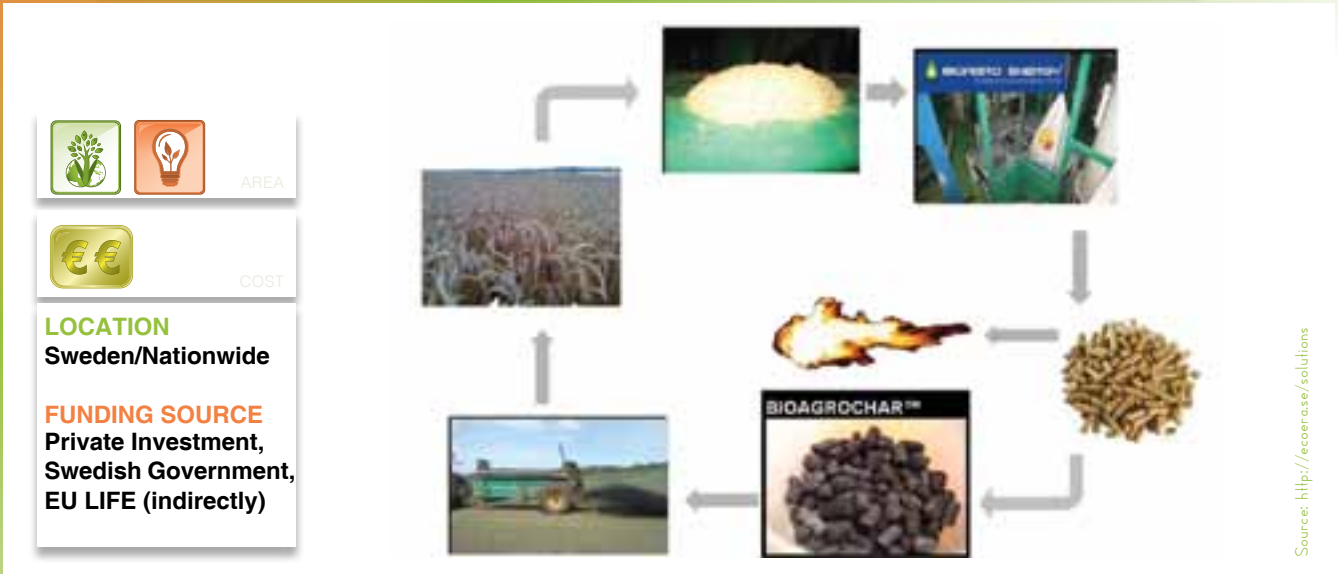 AREA
€ €
COST
LOCATION
Sweden/Nationwide
FUNDING SOURCE
Private Investment,
Swedish Government,
EU LIFE (indirectly)
ENERGY
BIOAGROCHAR™
Source: http://ecoera.se/solutions